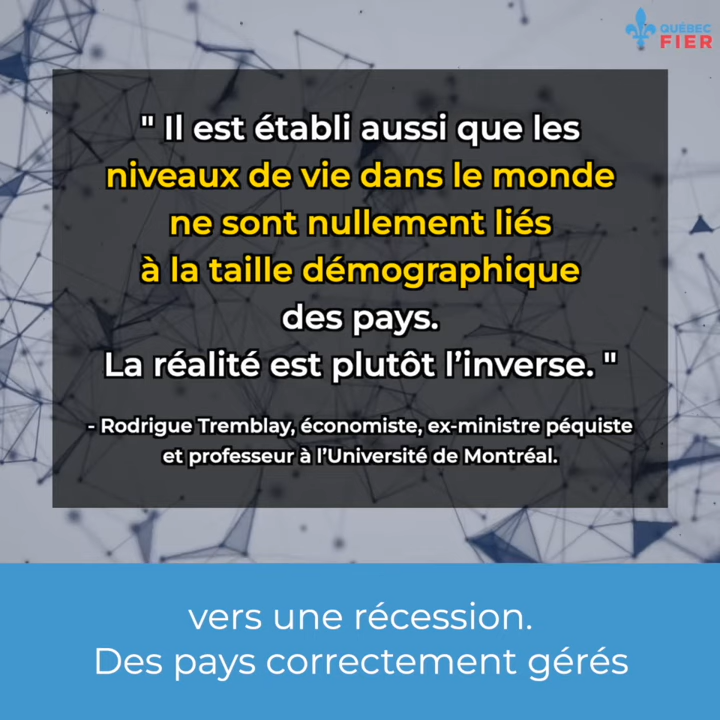 QUÉBEC
FIER
" Il est établi aussi que les
niveaux de vie dans le monde
ne sont nullement liés
à la taille démographique
des pays.
La réalité est plutôt l’inverse. "
- Rodrigue Tremblay, économiste, ex-ministre péquiste
et professeur à l’Université de Montréal.
vers une récession.
Des pays correctement gérés